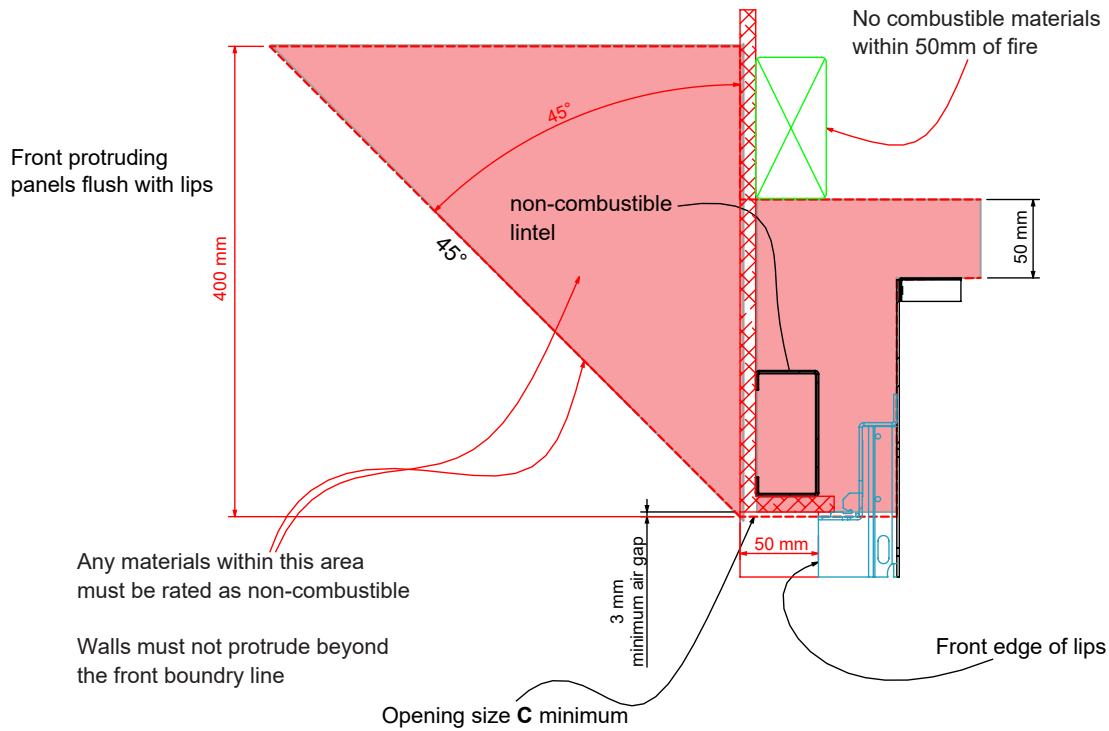 No combustible materials
within 50mm of fire
45°
Front protruding
panels flush with lips
non-combustible
lintel
45°
400 mm
50 mm
50 mm
3 mm
minimum air gap
Any materials within this area
must be rated as non-combustible
Walls must not protrude beyond
the front boundry line
Front edge of lips
Opening size C minimum